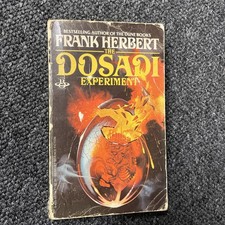 BESTSELLING AUTHOR OF THE DUNE BOOKS
FRANK HERBERT
THE
DOSADI
EXPERIMENT